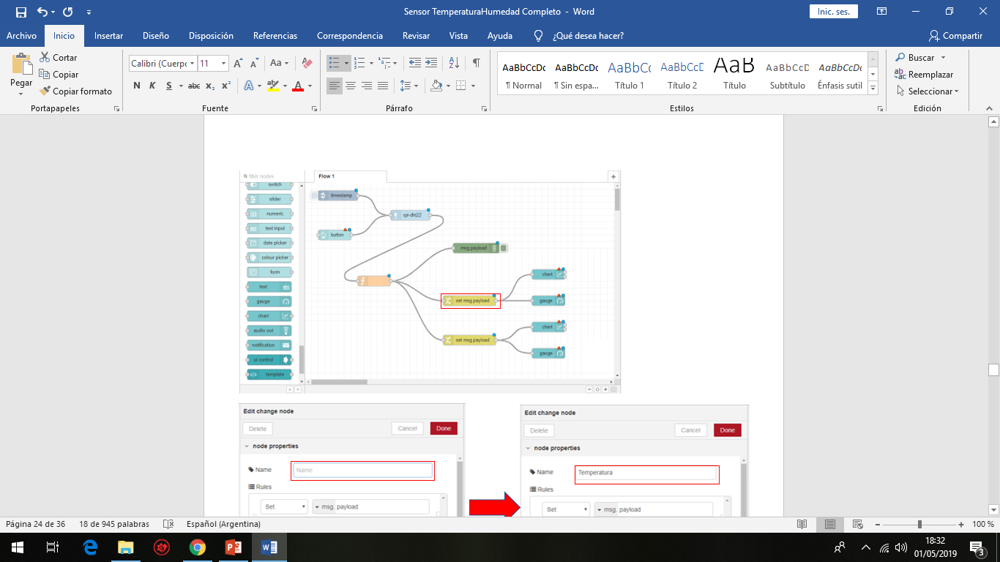 Sensor TemperaturaHumedad Completo - Word
Inic. ses.
Archivo Inicio Insertar Diseño Disposición Referencias Correspondencia Revisar Vista Ayuda ¿Qué desea hacer? Compartir
Pegar
Cortar
Copiar
Copiar formato
Portapapeles
Calibri (Cuerpo 11
Aa
N K S abc x₂ x²
Fuente
Párrafo
AaBbCcDc AaBbCcDc AaBbCc AaBbCcD AaB AaBbCcD AaBbCcDc
¶ Normal ¶ Sin espa... Título 1 Título 2 Título Subtítulo Énfasis sutil
Estilos
Buscar
Reemplazar
Seleccionar
Edición
filter nodes
Flow 1
switch
slider
numeric
text input
date picker
colour picker
form
text
gauge
chart
audio out
notification
ui control
template
timestamp
rpi-dht22
button
msg.payload
chart
set msg.payload
gauge
chart
set msg.payload
gauge
Edit change node
Delete Cancel Done
node properties
Name Name
Rules
Set msg. payload
Edit change node
Delete Cancel Done
node properties
Name Temperatura
Rules
Set msg. payload
Página 24 de 36 18 de 945 palabras Español (Argentina) 100 %
18:32
01/05/2019
3